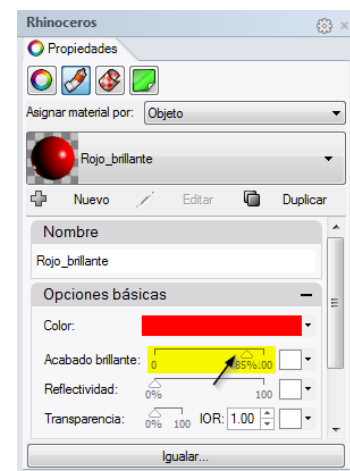 Rhinoceros
Propiedades
Asignar material por: Objeto
Rojo_brillante
Nuevo Editar Duplicar
Nombre
Rojo_brillante
Opciones básicas
Color:
Acabado brillante: 0 85%:00
Reflectividad: 0% 100
Transparencia: 0% 100 IOR: 1.00
Igualar...